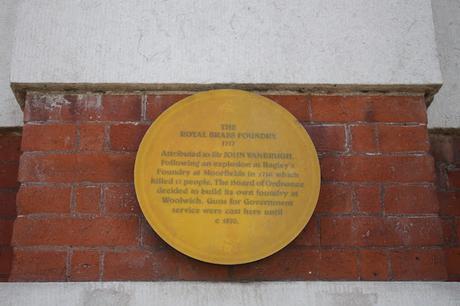 THE
ROYAL BRASS FOUNDRY.
1717
Attributed to Sir JOHN VANBRUGH.
Following an explosion at Bagley's
Foundry at Moorfields in 1716 which
killed 17 people, The Board of Ordnance
decided to build its own foundry at
Woolwich. Guns for Government
service were cast here until
c 1870.